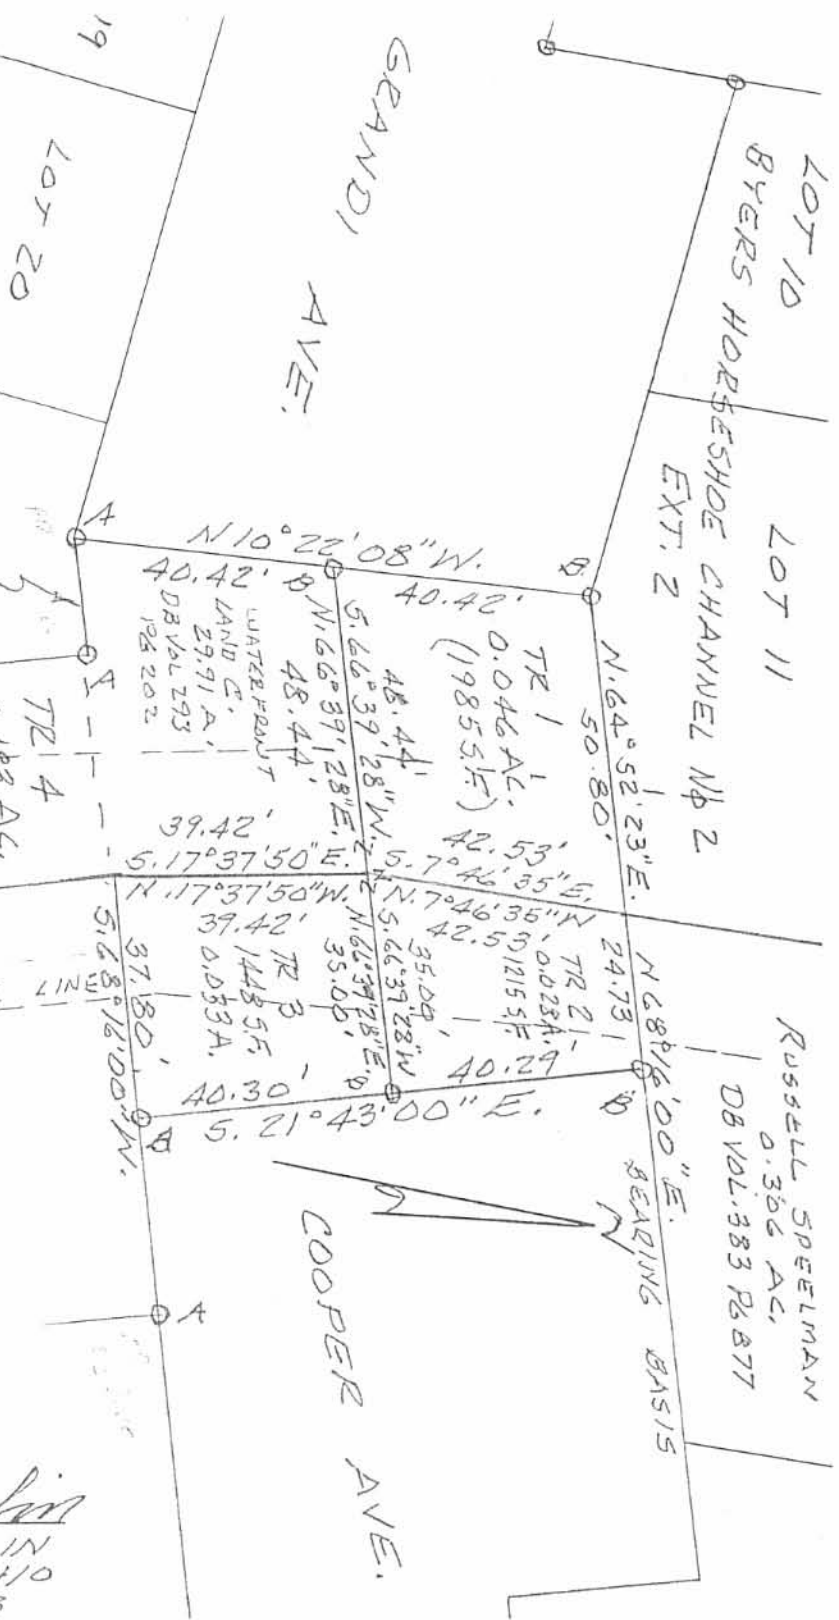 LOT 10
BYERS HORSESHOE CHANNEL Nº 2
EXT. 2
LOT 11
RUSSELL SPEELMAN
0.306 AC.
DB VOL. 383 PG 877
N.64°52'23"E.
50.80'
N 68°16'00"E.
24.73
BEARING BASIS
GRANDI AVE.
N 10°22'08"W.
40.42'
40.42'
TR 1
0.046 AC.
(1985 S.F.)
48.44'
S.66°39'28"W.
N.66°39'28"E.
48.44'
WATERFRONT
LAND C.
29.91 A.
DB VOL 293
PG 202
42.53'
S.7°46'35"E.
N.7°46'35"W
42.53'
TR 2
0.028A.
1215 S.F.
35.00'
S.66°39'28"W
N.66°39'28"E.
35.00'
39.42'
S.17°37'50"E.
N.17°37'50"W.
39.42'
TR 3
1448 S.F.
0.033A.
40.29'
40.30'
S. 21°43'00" E.
37.80'
S.68°16'00"W.
LINE
N
COOPER AVE.
19
LOT 20
A
A
B
B
B
B
B
TR 4
AC.